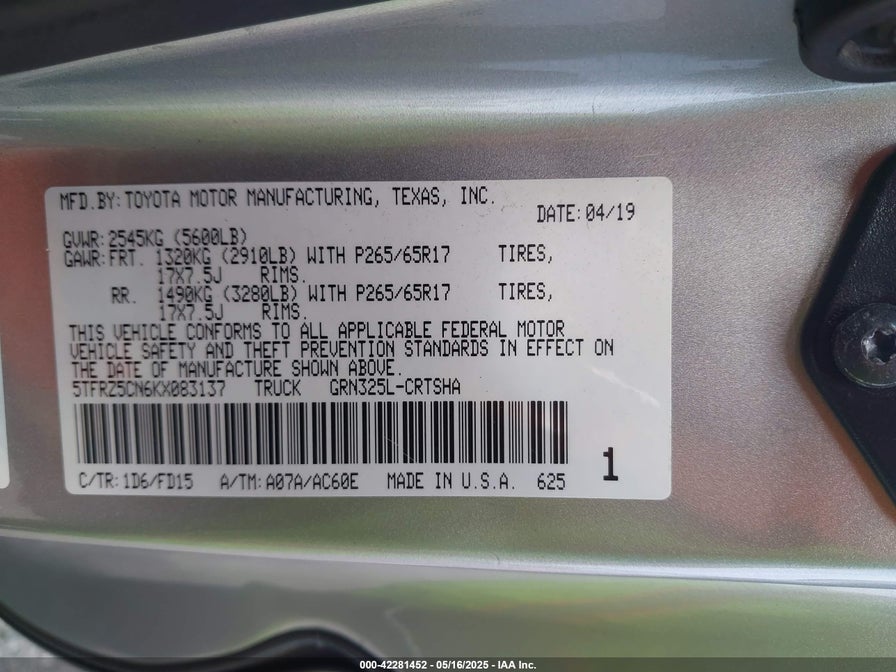 MFD.BY:TOYOTA MOTOR MANUFACTURING, TEXAS, INC.
DATE:04/19
GVWR:2545KG (5600LB)
GAWR:FRT. 1320KG (2910LB) WITH P265/65R17 TIRES,
17X7.5J RIMS.
RR. 1490KG (3280LB) WITH P265/65R17 TIRES,
17X7.5J RIMS.
THIS VEHICLE CONFORMS TO ALL APPLICABLE FEDERAL MOTOR
VEHICLE SAFETY AND THEFT PREVENTION STANDARDS IN EFFECT ON
THE DATE OF MANUFACTURE SHOWN ABOVE.
5TFRZ5CN6KX083137 TRUCK GRN325L-CRTSHA
C/TR:1D6/FD15 A/TM:A07A/AC60E MADE IN U.S.A. 625
1
000-42281452 - 05/16/2025 - IAA Inc.